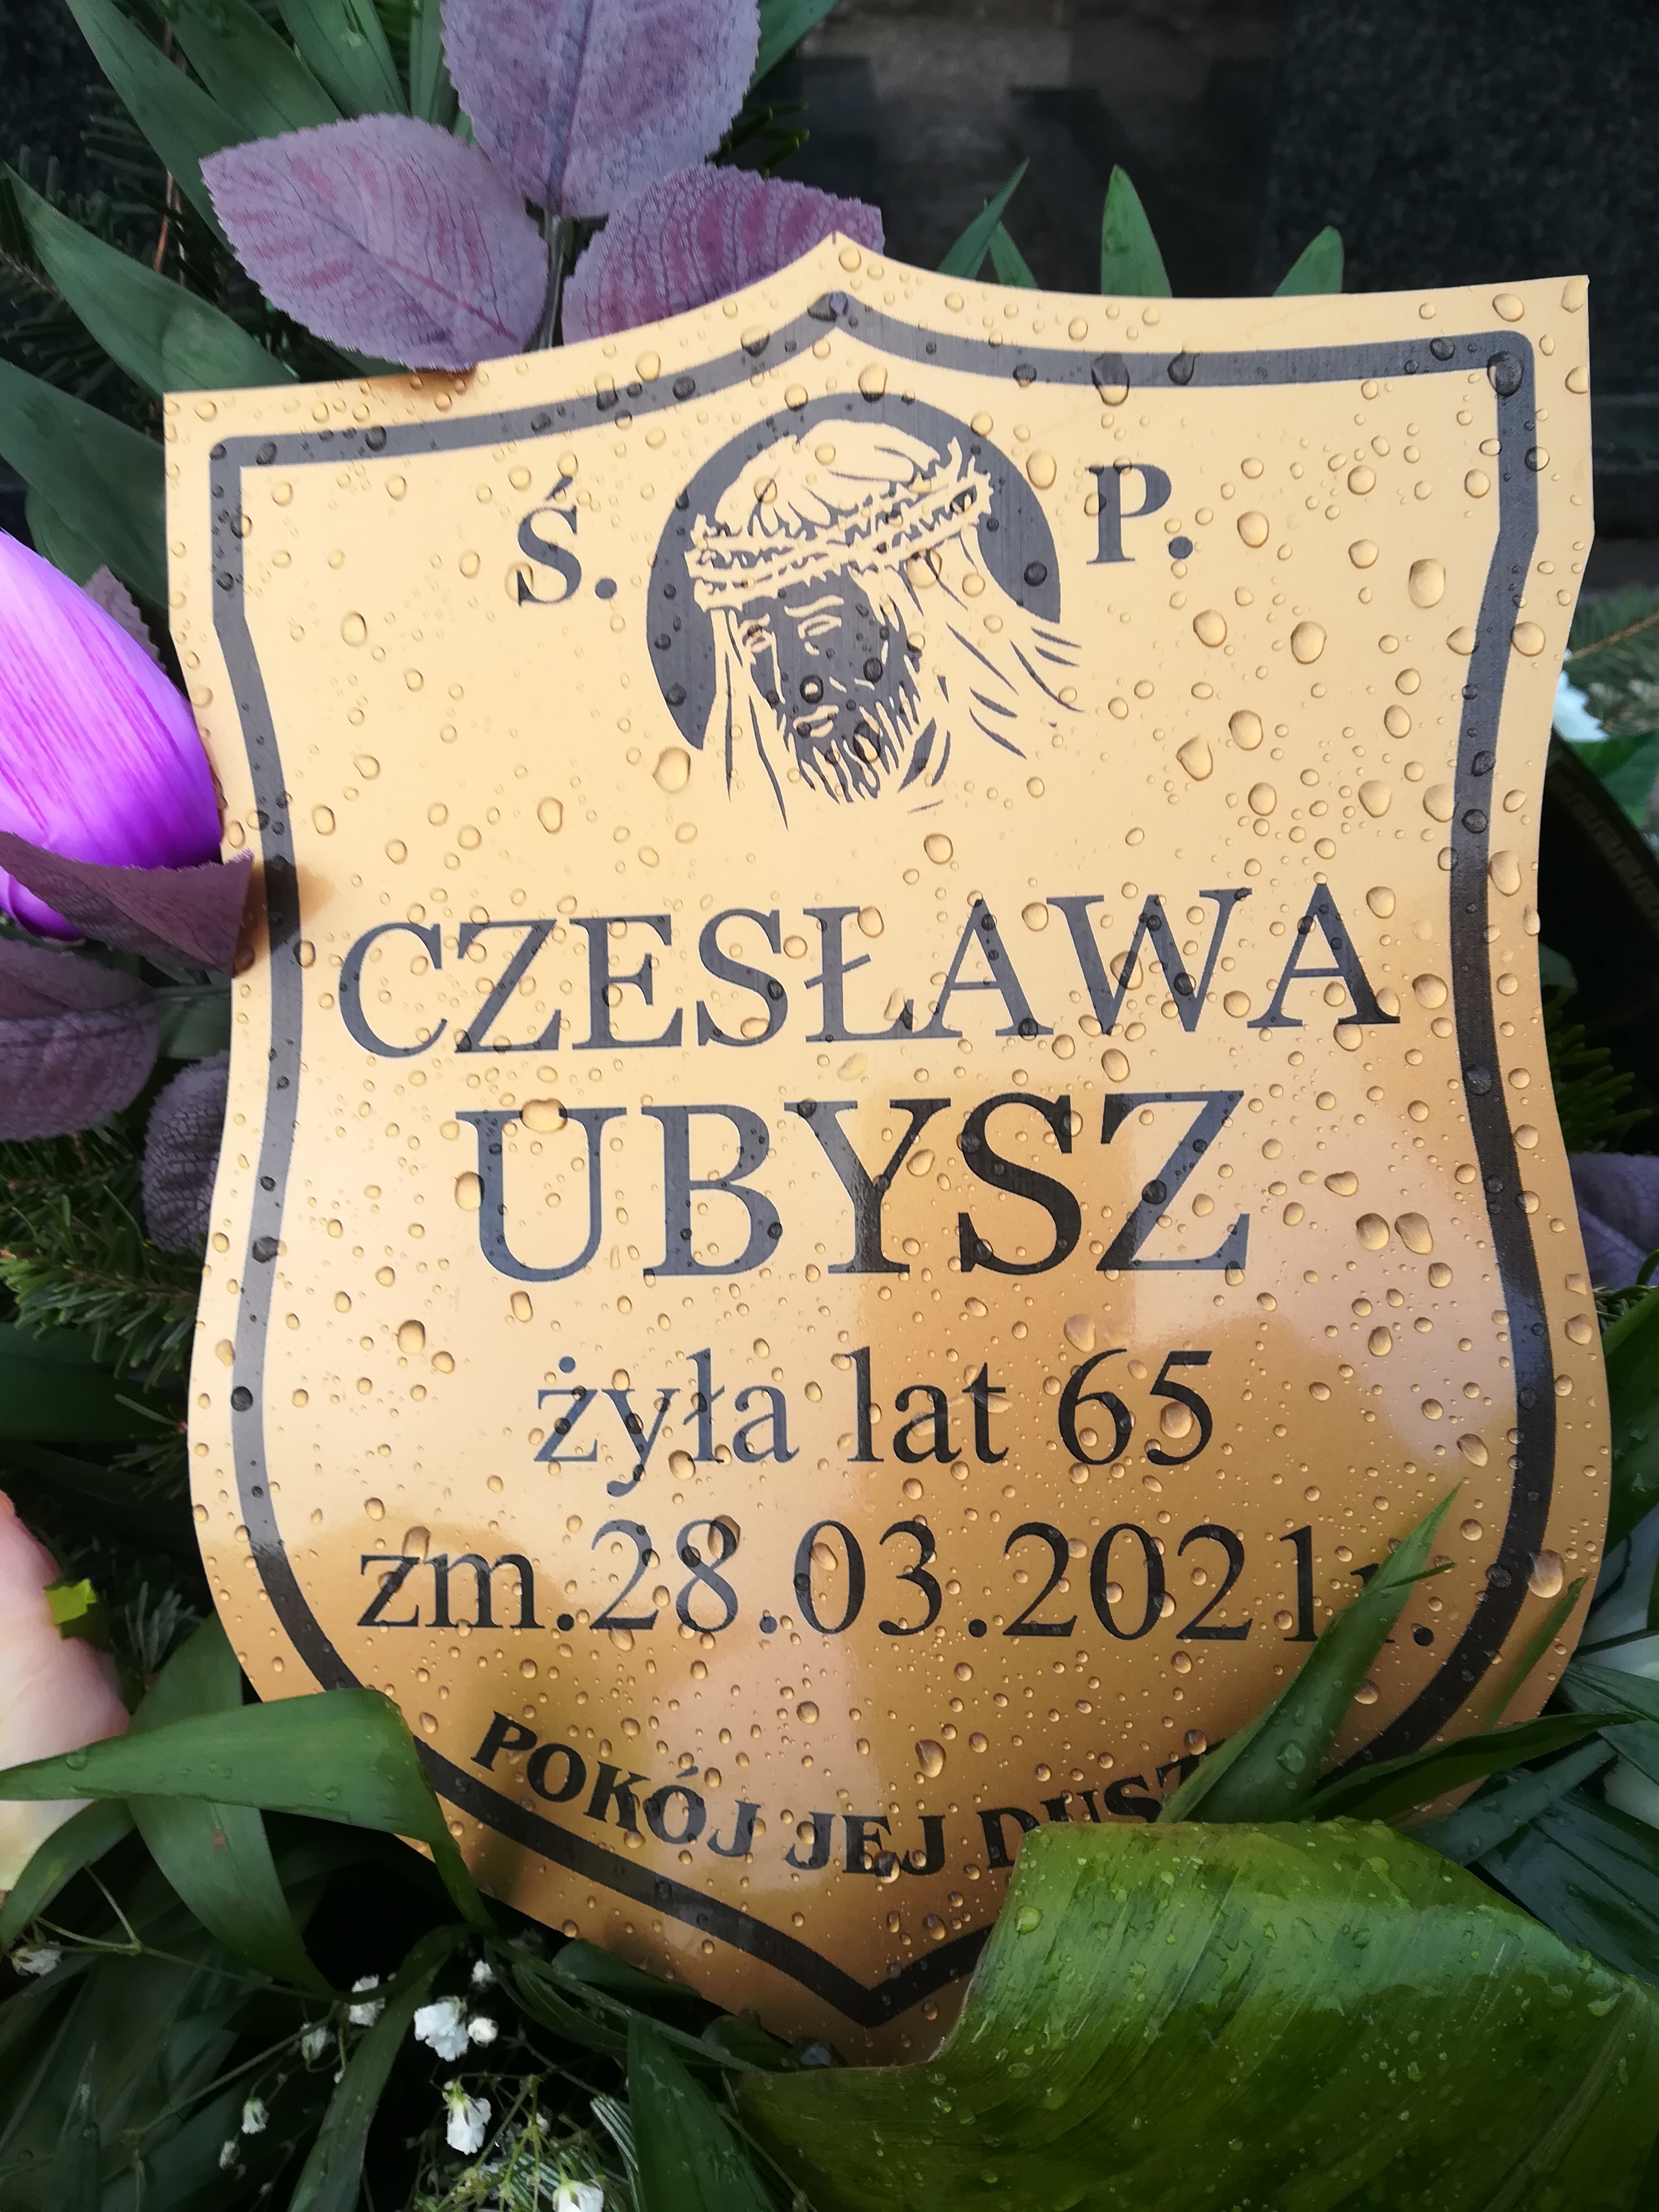 Ś. P.
CZESŁAWA
UBYSZ
żyła lat 65
zm.28.03.2021r.
POKÓJ JEJ